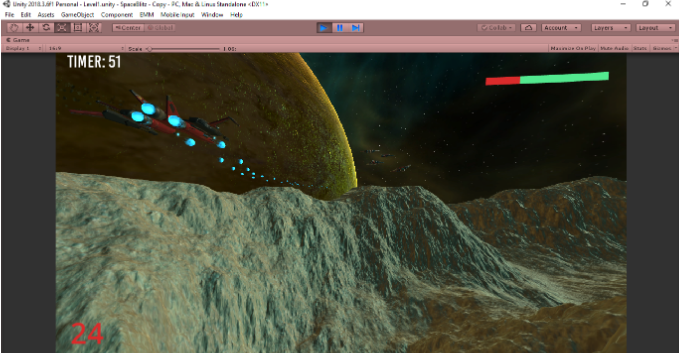 Unity 2018.3.6f1 Personal - Level1.unity - SpaceBlitz - Copy - PC, Mac & Linux Standalone <DX11>
File Edit Assets GameObject Component EMM Mobile Input Window Help
Center Global Collab Account Layers Layout
Game
Display 1 16:9 Scale 1.00x Maximize On Play Mute Audio Stats Gizmos
TIMER: 51
24